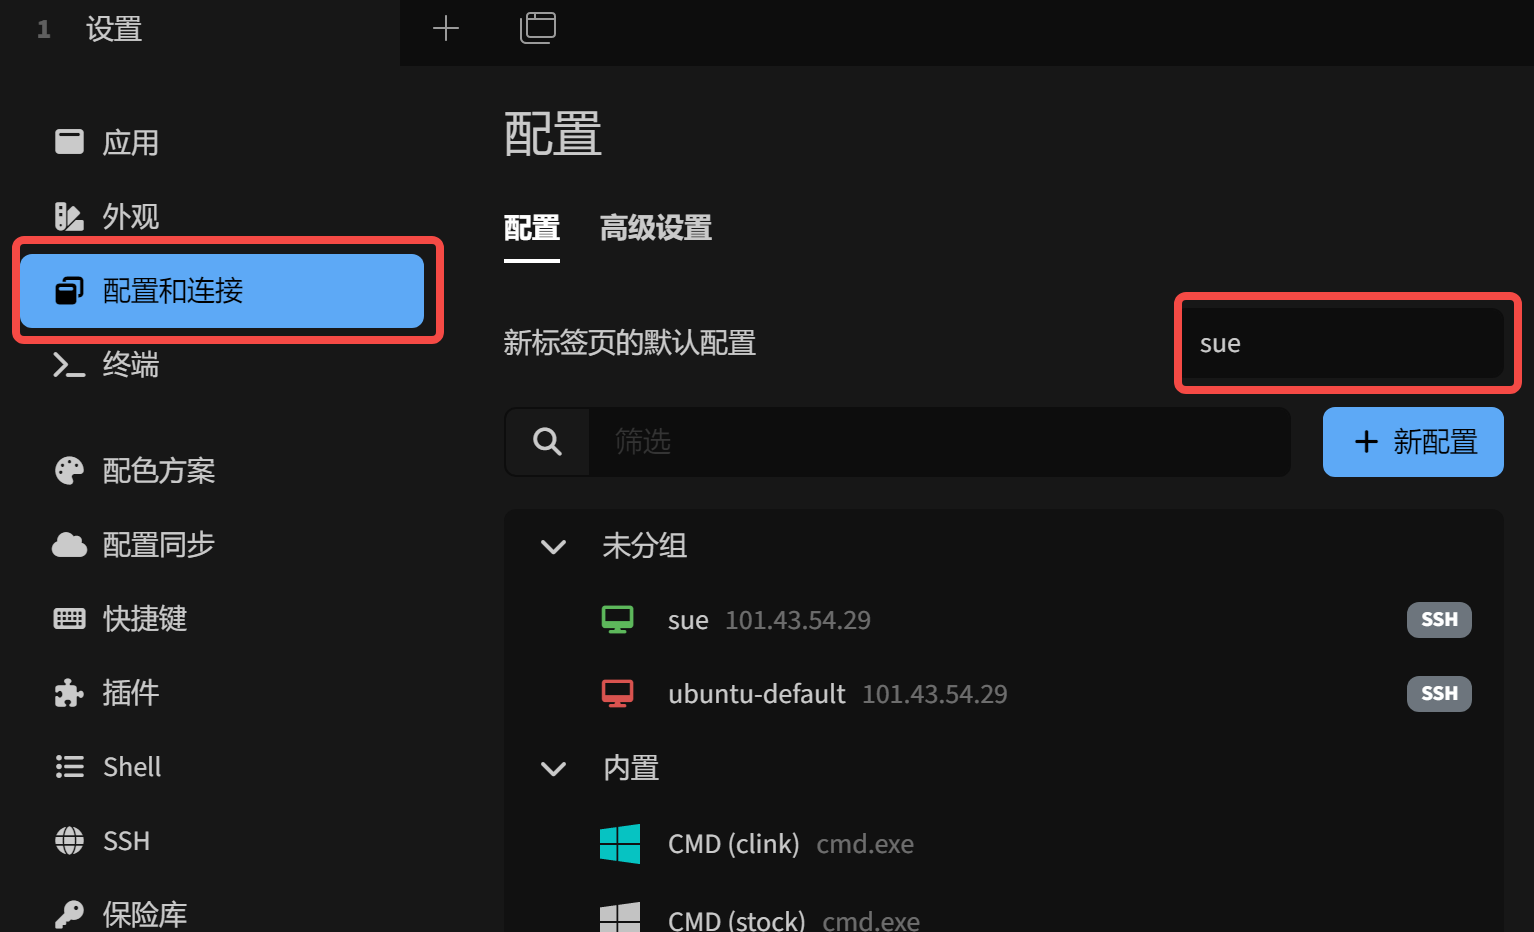 1 设置
应用
外观
配置和连接
终端
配色方案
配置同步
快捷键
插件
Shell
SSH
保险库
配置
配置 高级设置
新标签页的默认配置 sue
筛选 新配置
未分组
sue 101.43.54.29 SSH
ubuntu-default 101.43.54.29 SSH
内置
CMD (clink) cmd.exe
CMD (stock) cmd.exe